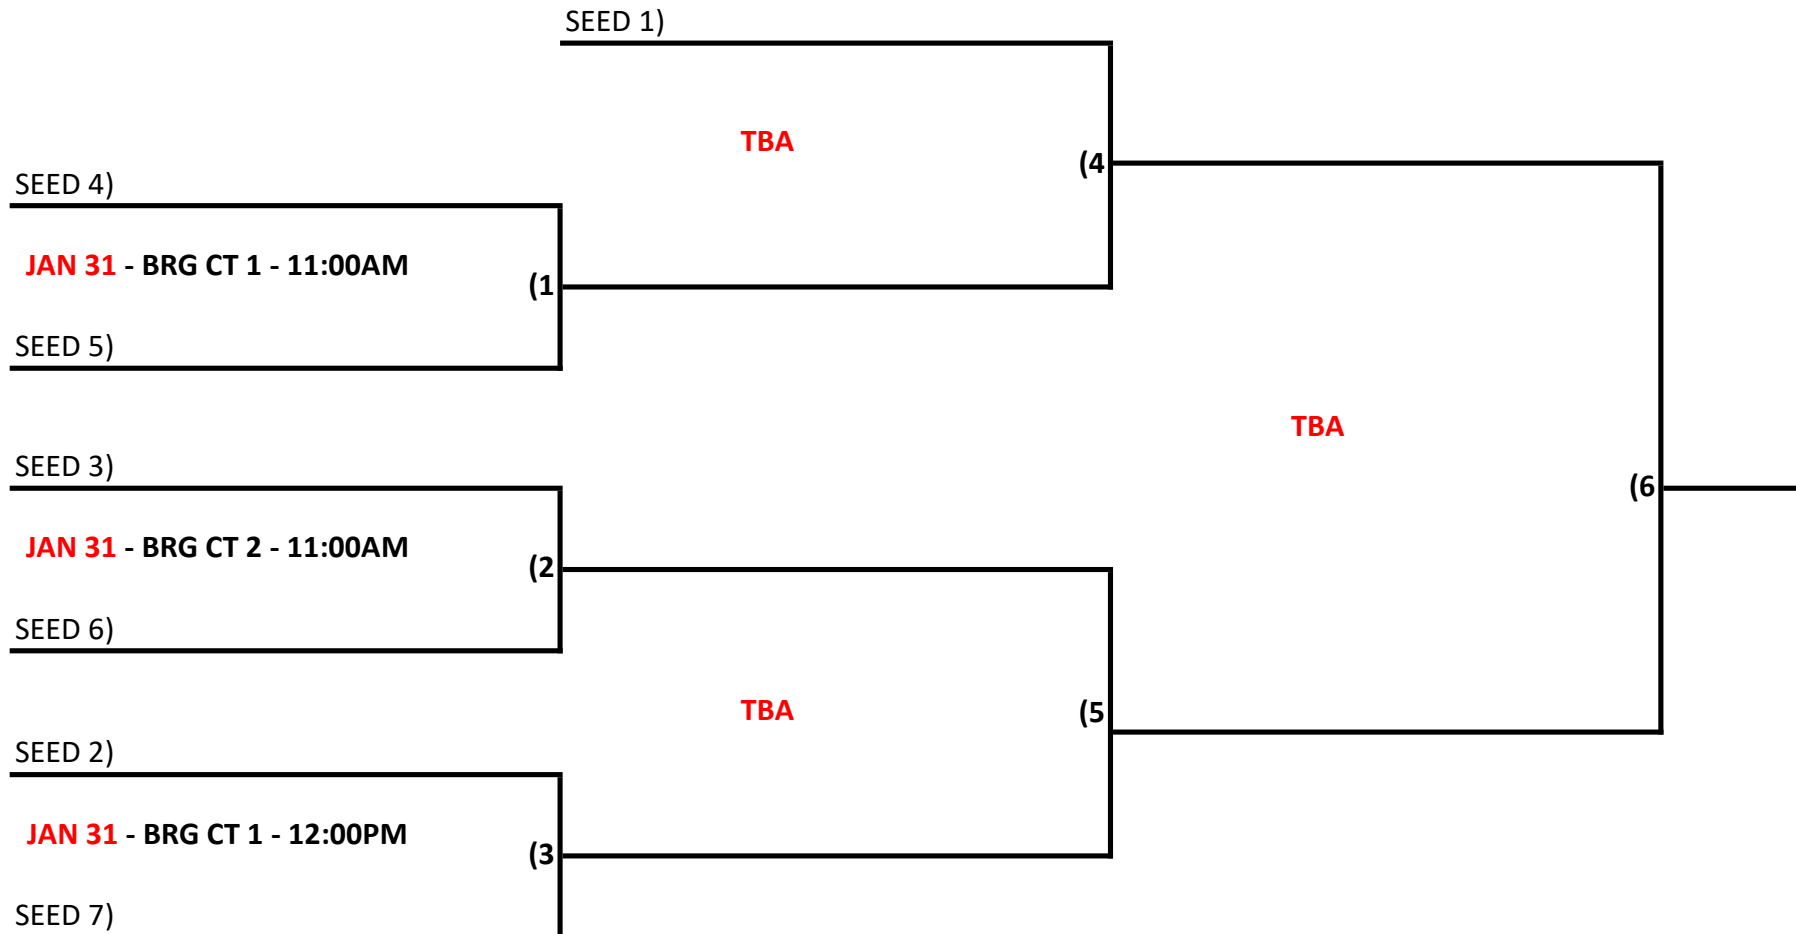 SEED 1)
TBA
(4
SEED 4)
JAN 31 - BRG CT 1 - 11:00AM
(1
SEED 5)
TBA
SEED 3)
(6
JAN 31 - BRG CT 2 - 11:00AM
(2
SEED 6)
TBA
(5
SEED 2)
JAN 31 - BRG CT 1 - 12:00PM
(3
SEED 7)